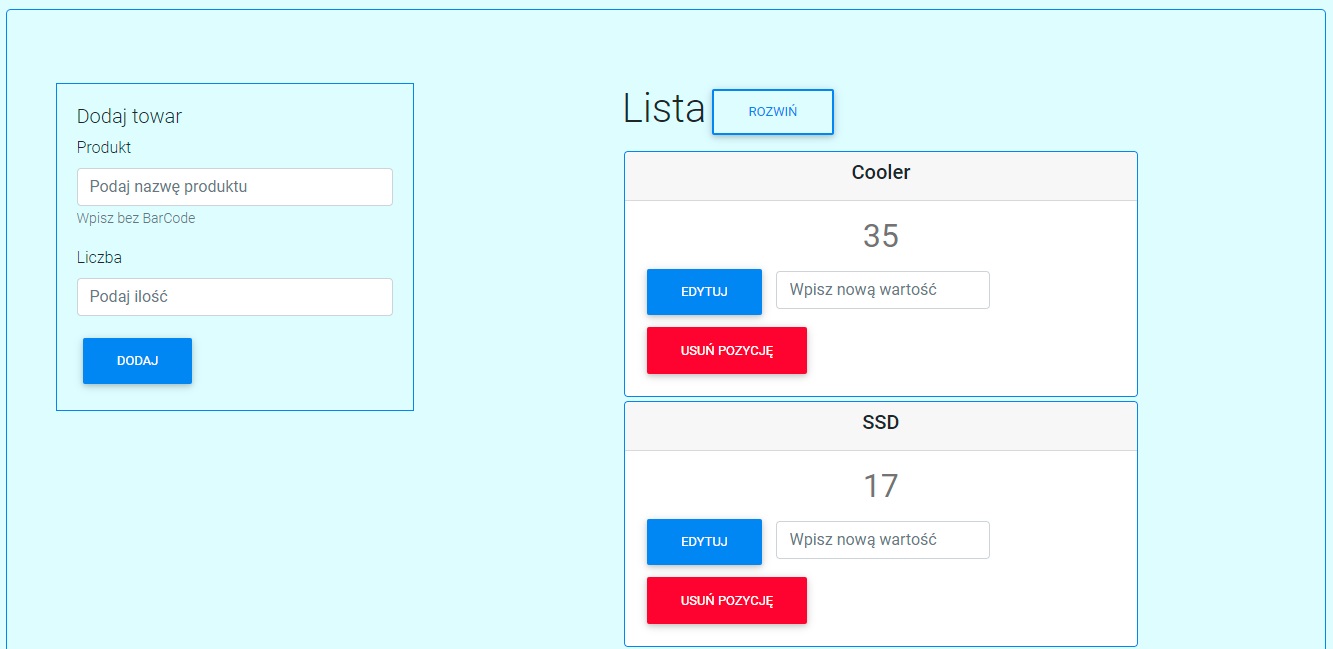 Dodaj towar
Produkt
Podaj nazwę produktu
Wpisz bez BarCode
Liczba
Podaj ilość
DODAJ
Lista ROZWIŃ
Cooler
35
EDYTUJ Wpisz nową wartość
USUŃ POZYCJĘ
SSD
17
EDYTUJ Wpisz nową wartość
USUŃ POZYCJĘ